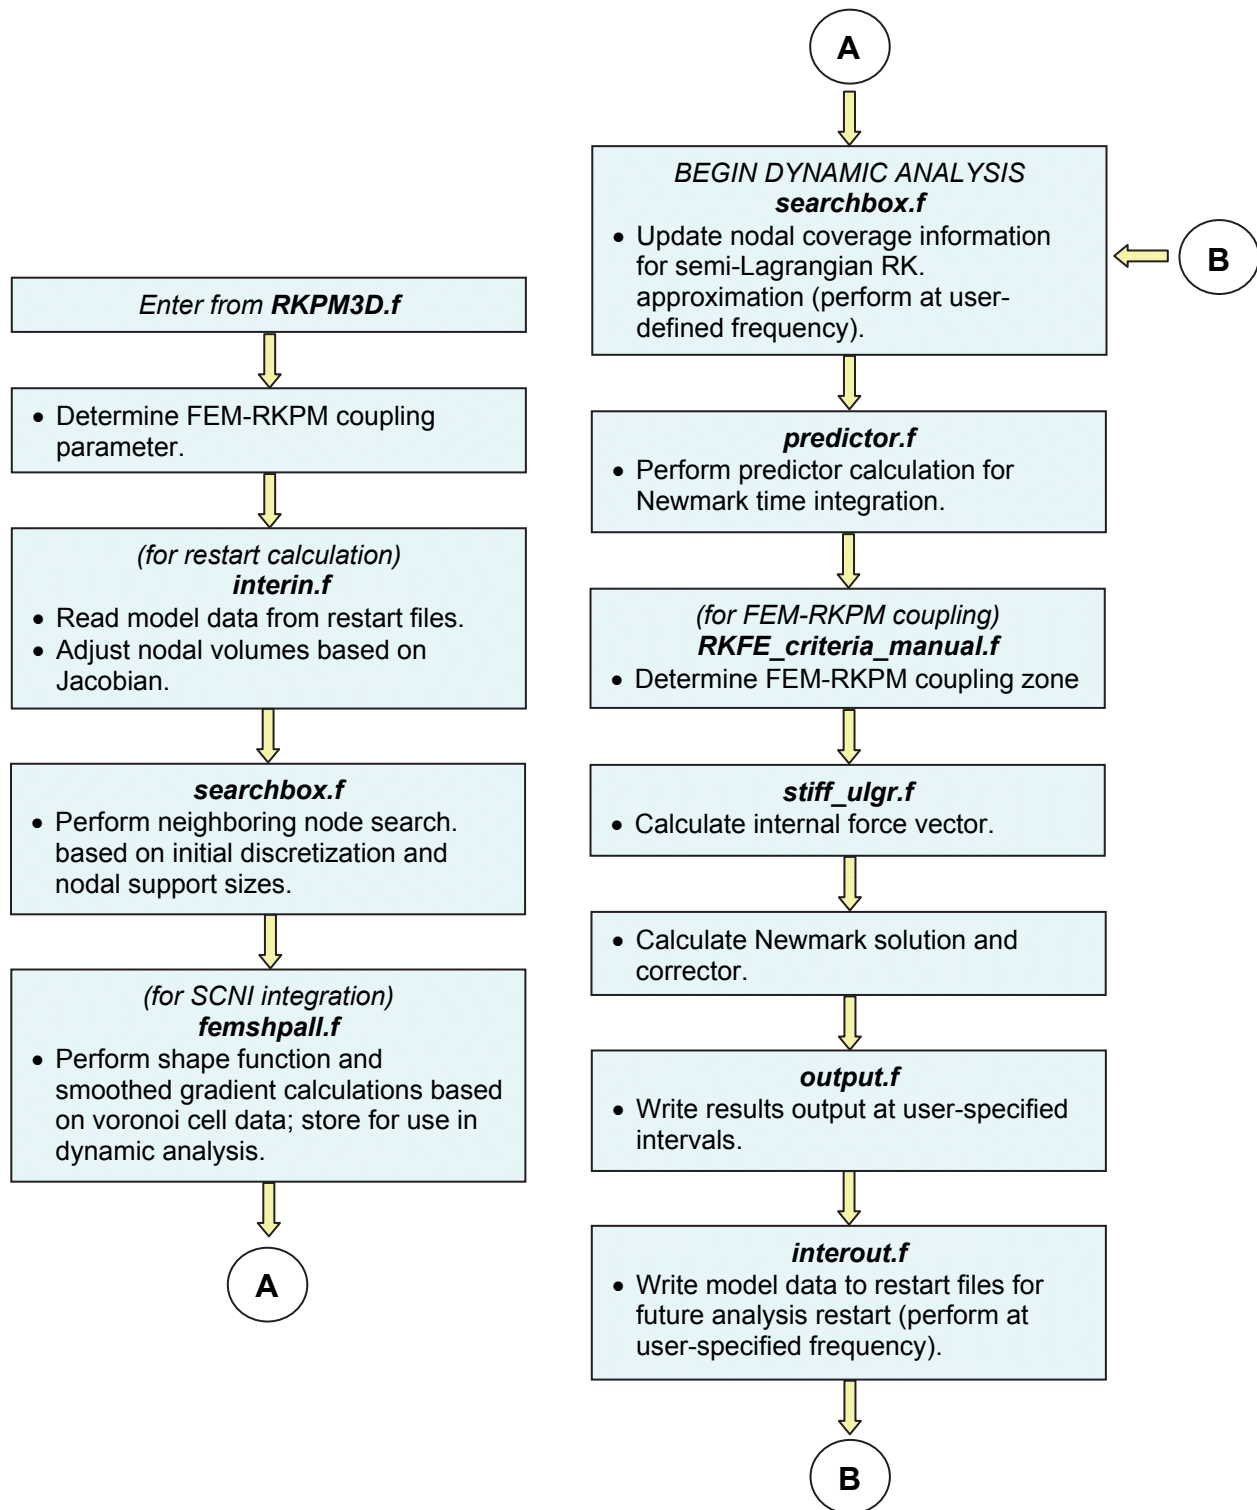 Enter from RKPM3D.f
• Determine FEM-RKPM coupling
parameter.
(for restart calculation)
interin.f
• Read model data from restart files.
• Adjust nodal volumes based on
Jacobian.
searchbox.f
• Perform neighboring node search.
based on initial discretization and
nodal support sizes.
(for SCNI integration)
femshpall.f
• Perform shape function and
smoothed gradient calculations based
on voronoi cell data; store for use in
dynamic analysis.
A
A
BEGIN DYNAMIC ANALYSIS
searchbox.f
• Update nodal coverage information
for semi-Lagrangian RK.
approximation (perform at user-
defined frequency).
B
predictor.f
• Perform predictor calculation for
Newmark time integration.
(for FEM-RKPM coupling)
RKFE_criteria_manual.f
• Determine FEM-RKPM coupling zone
stiff_ulgr.f
• Calculate internal force vector.
• Calculate Newmark solution and
corrector.
output.f
• Write results output at user-specified
intervals.
interout.f
• Write model data to restart files for
future analysis restart (perform at
user-specified frequency).
B